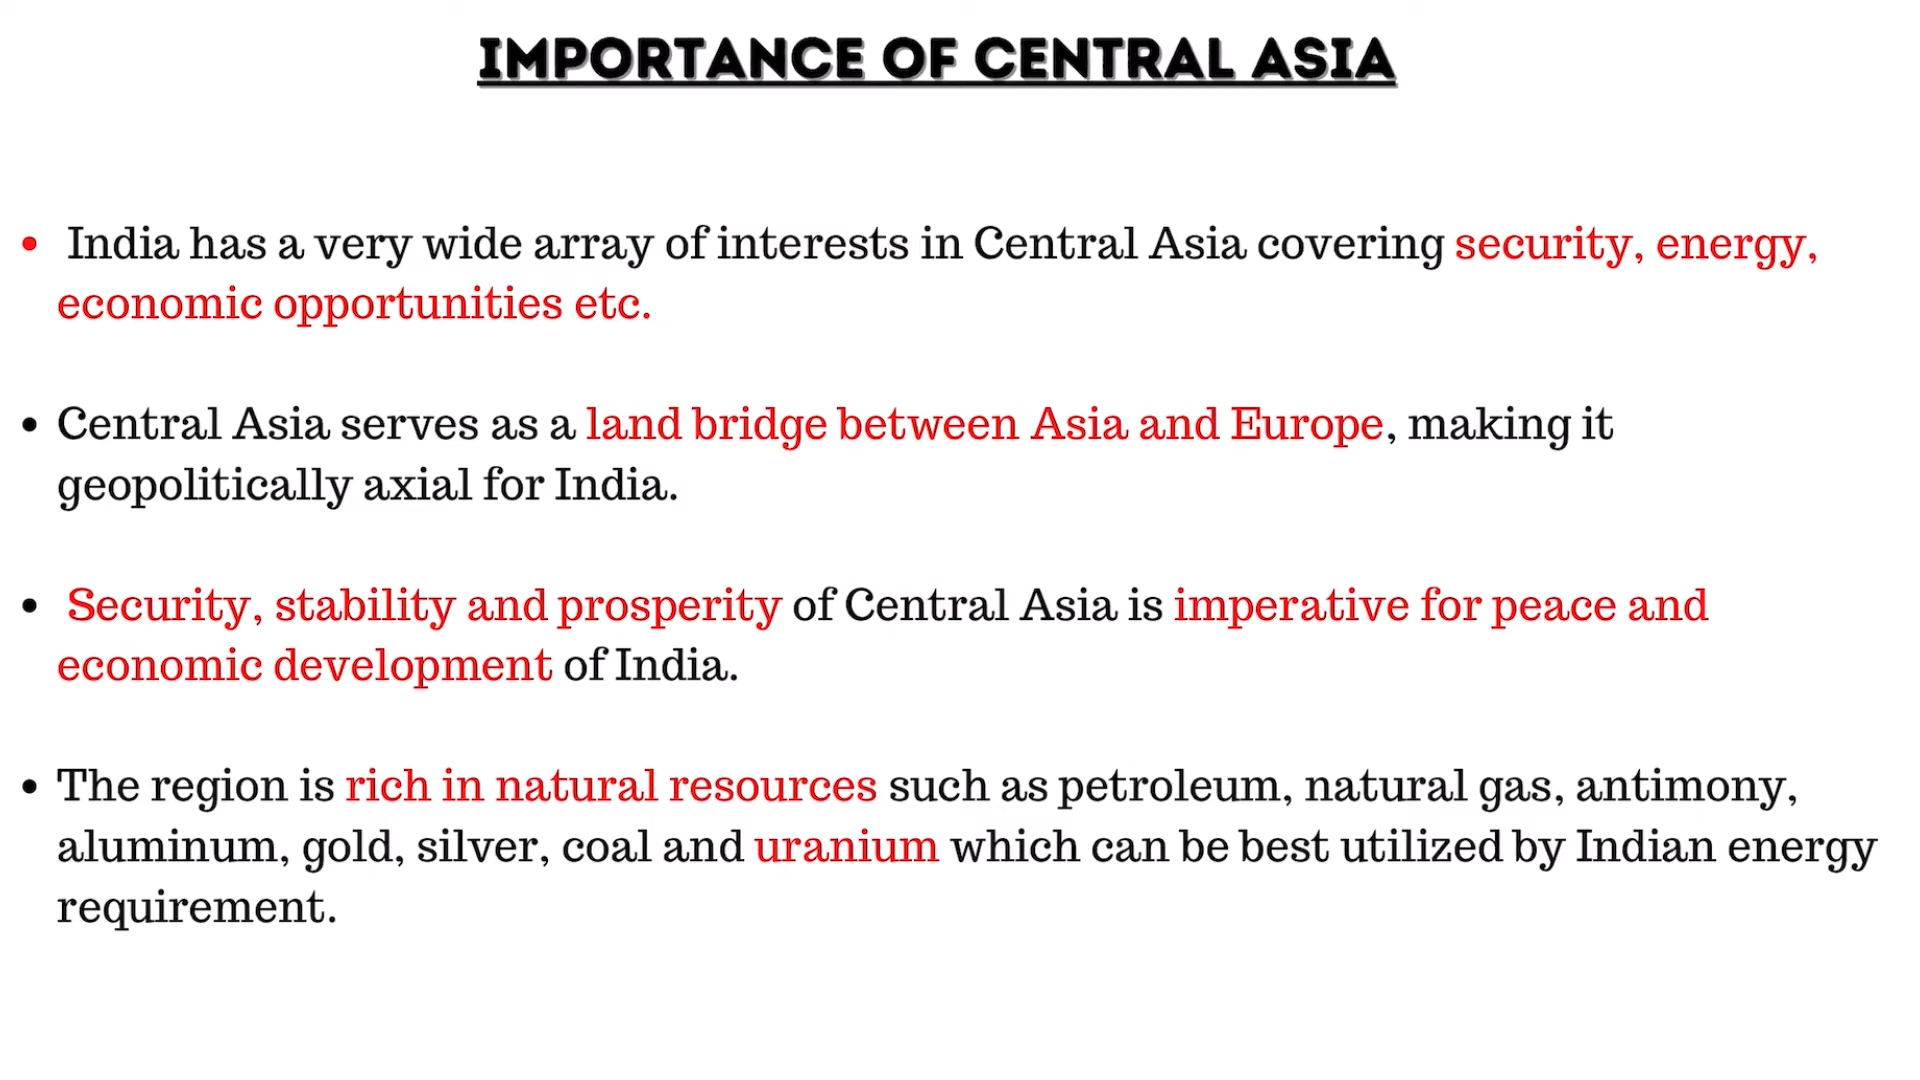 IMPORTANCE OF CENTRAL ASIA
• India has a very wide array of interests in Central Asia covering security, energy,
economic opportunities etc.
• Central Asia serves as a land bridge between Asia and Europe, making it
geopolitically axial for India.
• Security, stability and prosperity of Central Asia is imperative for peace and
economic development of India.
• The region is rich in natural resources such as petroleum, natural gas, antimony,
aluminum, gold, silver, coal and uranium which can be best utilized by Indian energy
requirement.